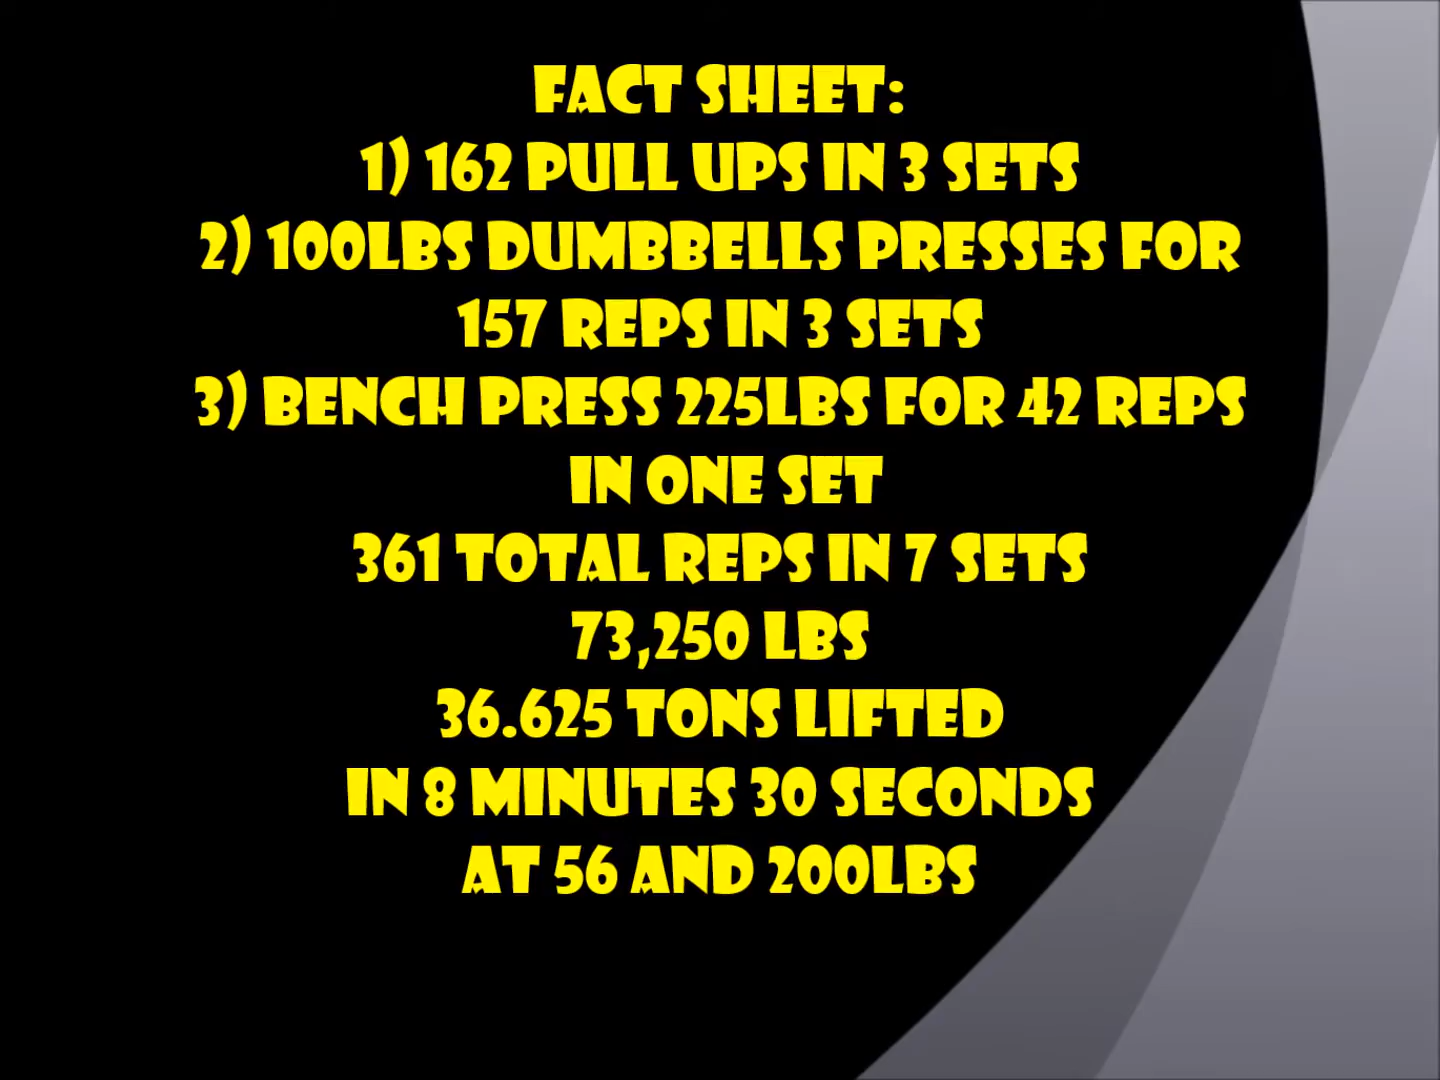 FACT SHEET:
1) 162 PULL UPS IN 3 SETS
2) 100LBS DUMBBELLS PRESSES FOR
157 REPS IN 3 SETS
3) BENCH PRESS 225LBS FOR 42 REPS
IN ONE SET
361 TOTAL REPS IN 7 SETS
73,250 LBS
36.625 TONS LIFTED
IN 8 MINUTES 30 SECONDS
AT 56 AND 200LBS